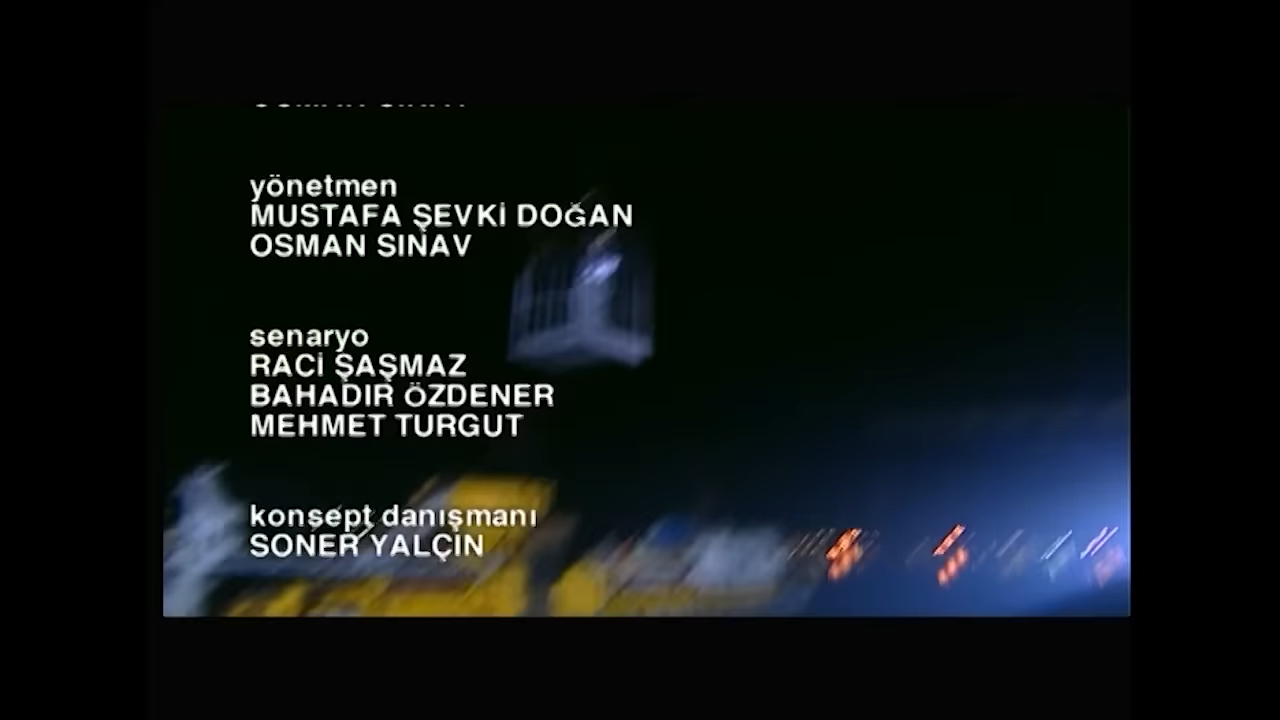 yönetmen
MUSTAFA ŞEVKİ DOĞAN
OSMAN SINAV
senaryo
RACİ ŞAŞMAZ
BAHADIR ÖZDENER
MEHMET TURGUT
konsept danışmanı
SONER YALÇIN